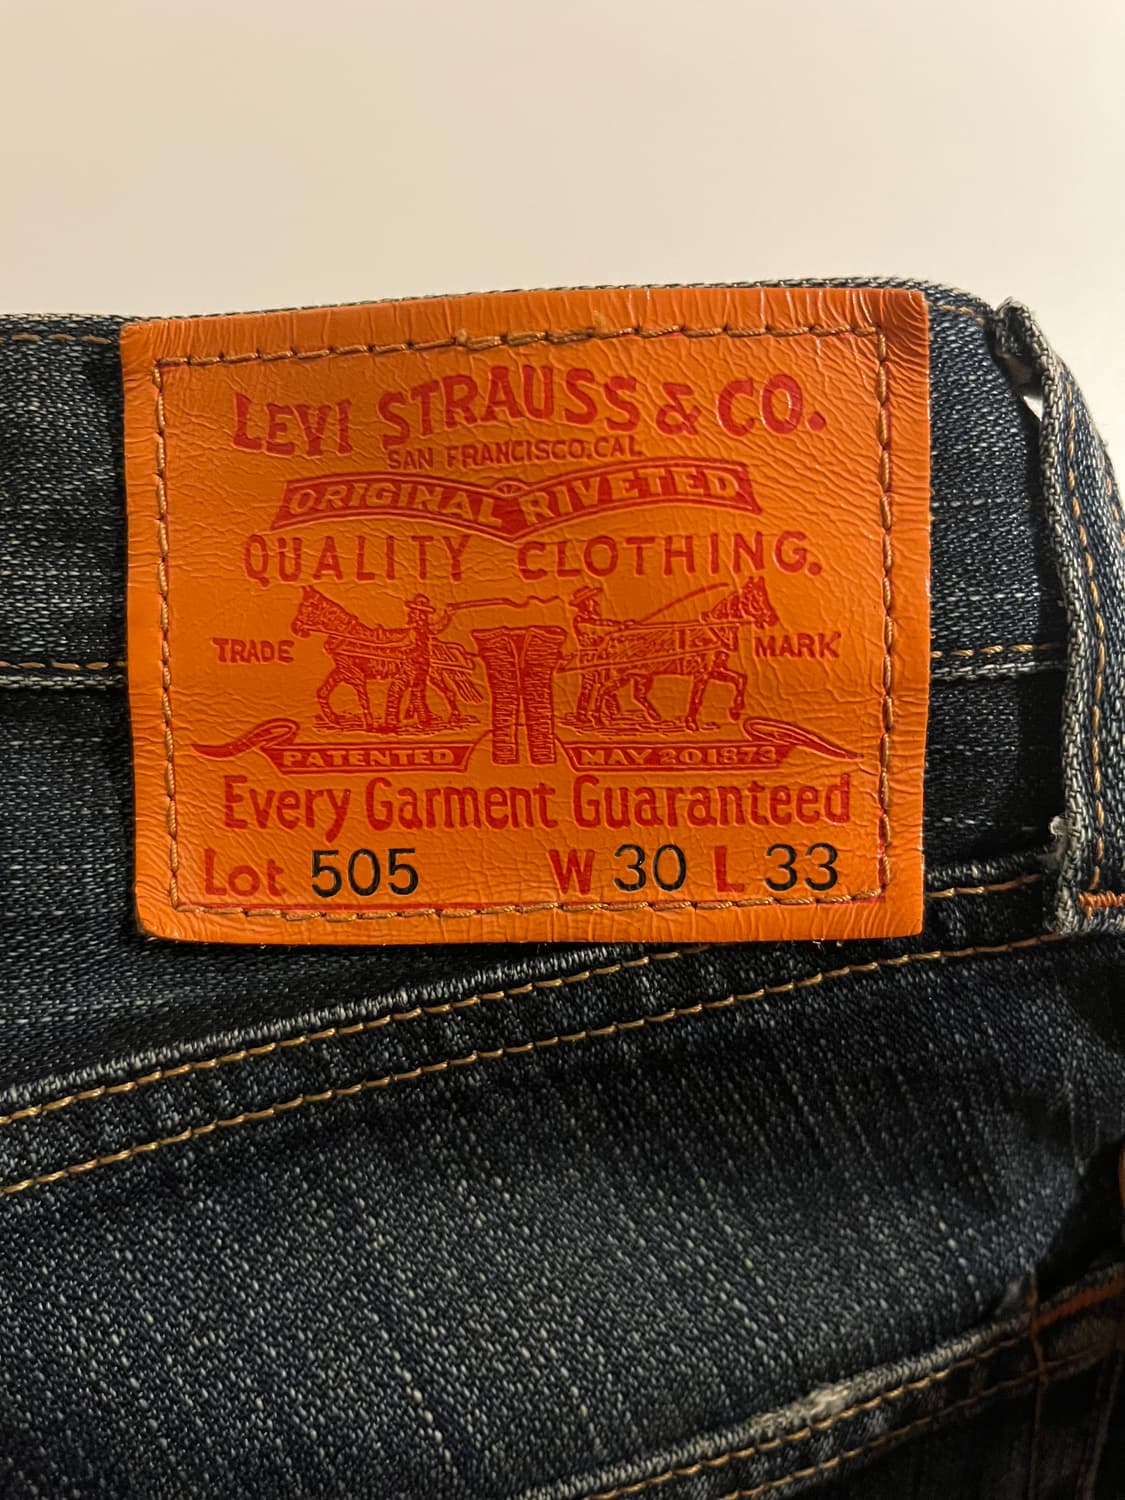 LEVI STRAUSS & CO.
SAN FRANCISCO.CAL
ORIGINAL RIVETED
QUALITY CLOTHING.
TRADE MARK
PATENTED MAY 20 1873
Every Garment Guaranteed
Lot 505 W 30 L 33